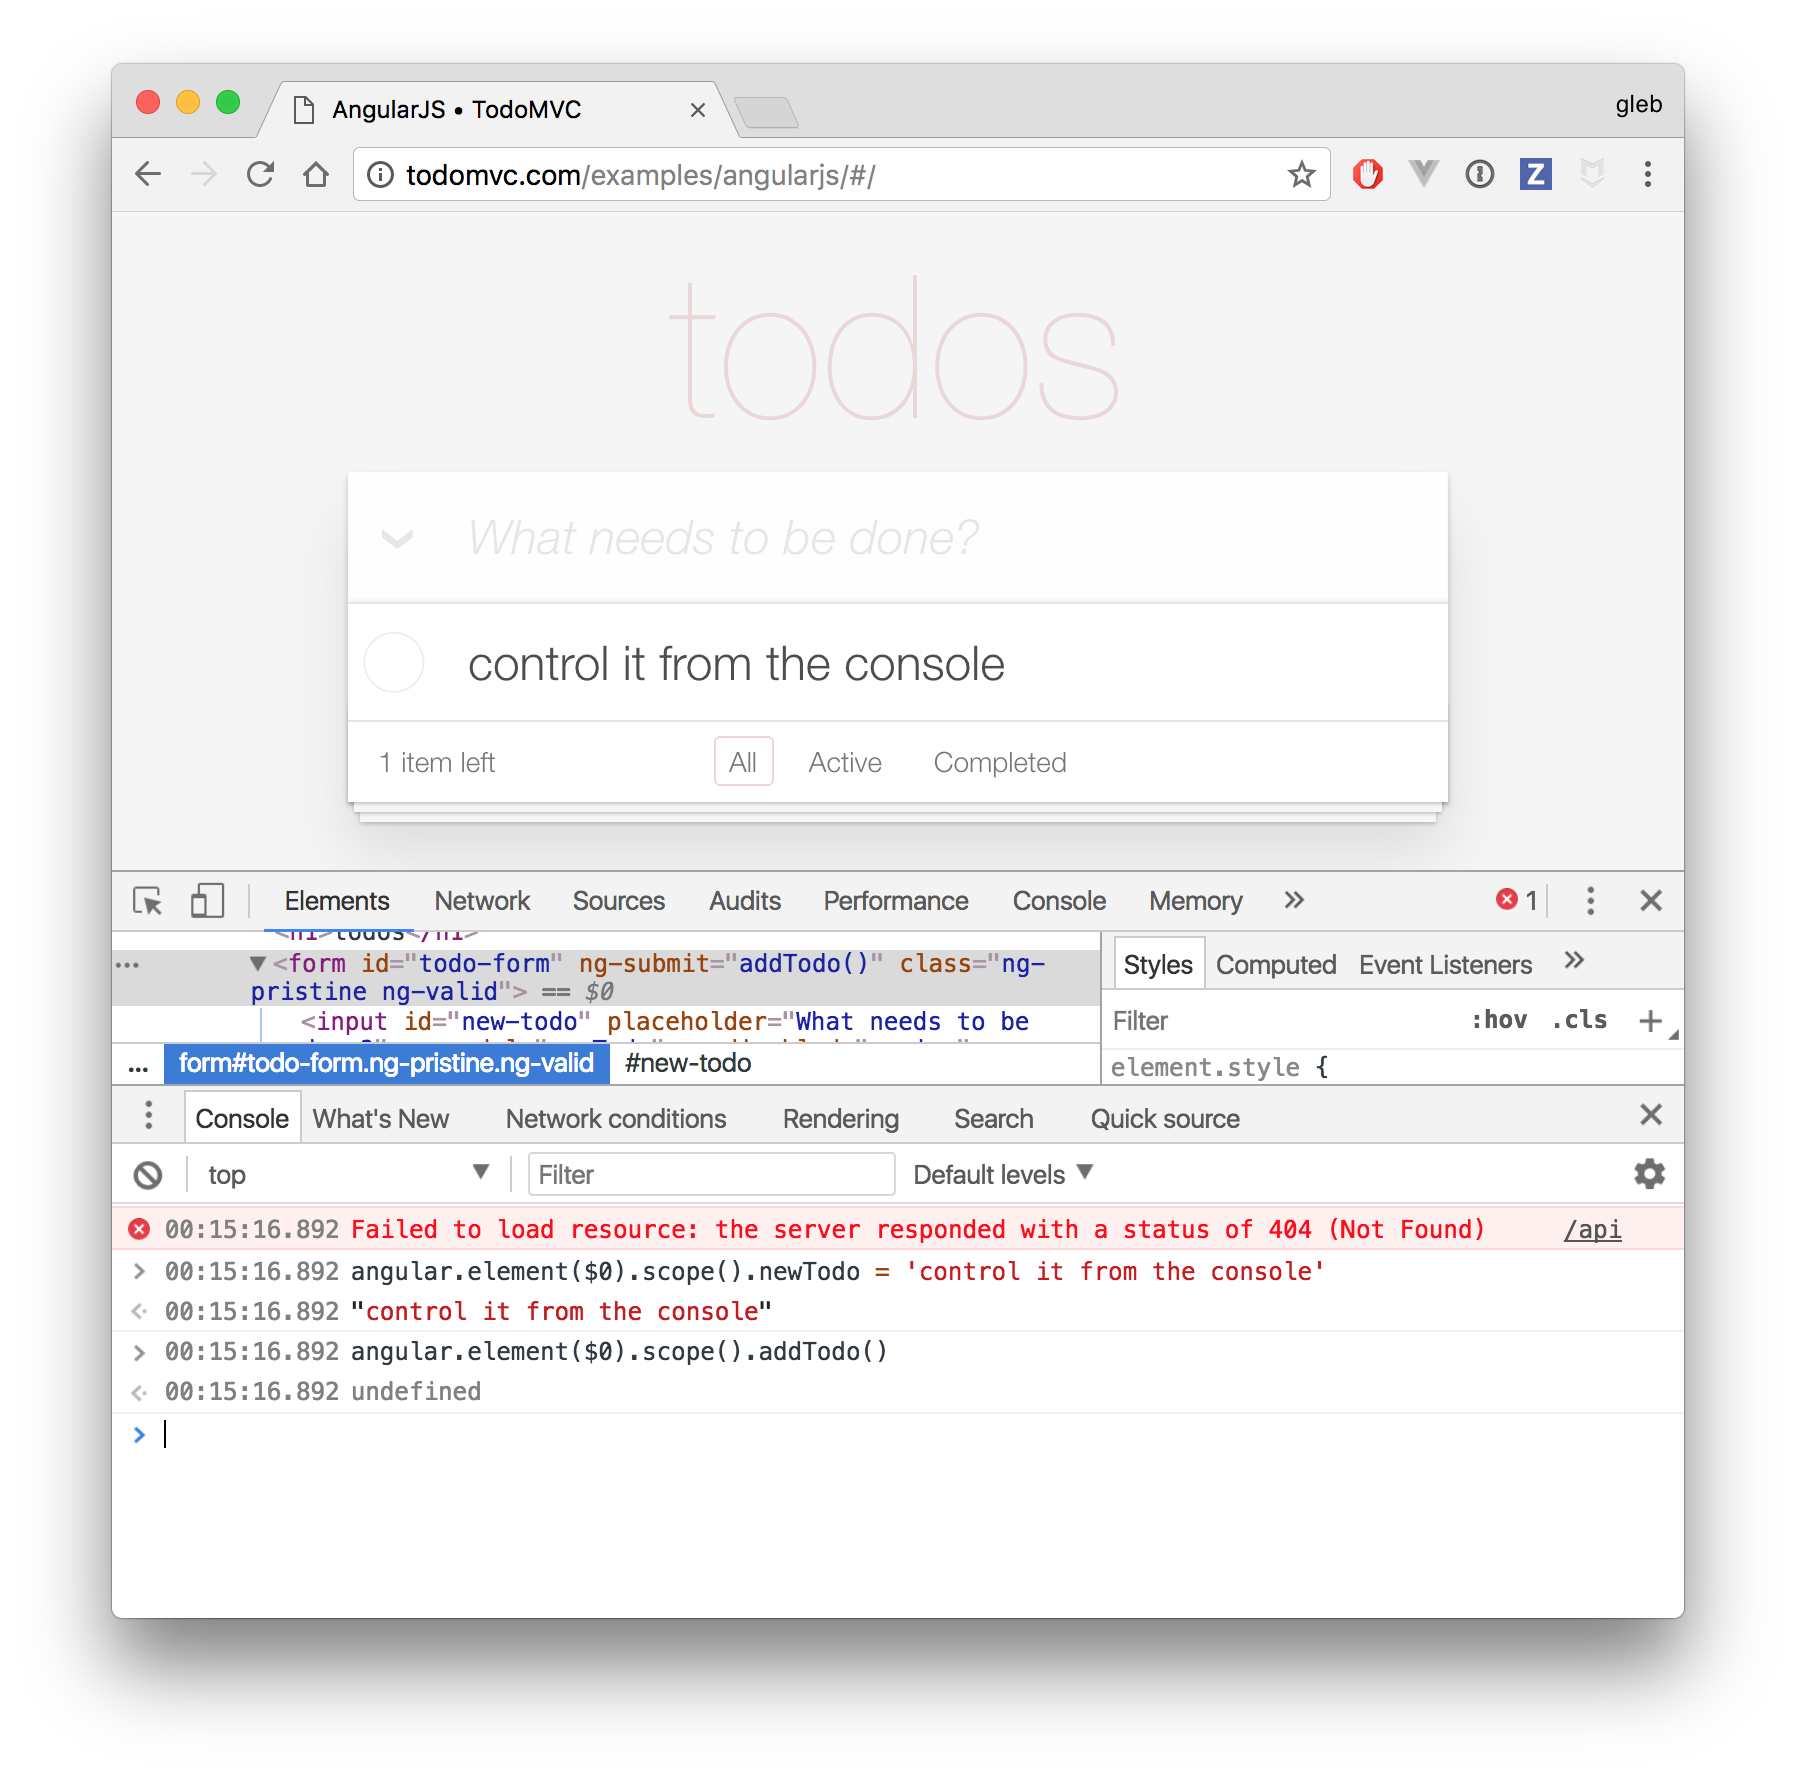 AngularJS • TodoMVC
gleb
todomvc.com/examples/angularjs/#/
Z
todos
What needs to be done?
control it from the console
1 item left All Active Completed
Elements Network Sources Audits Performance Console Memory » 1
<h1>todos</h1>
... ▼<form id="todo-form" ng-submit="addTodo()" class="ng-
pristine ng-valid"> == $0
<input id="new-todo" placeholder="What needs to be
... form#todo-form.ng-pristine.ng-valid #new-todo
Styles Computed Event Listeners »
Filter :hov .cls +
element.style {
Console What's New Network conditions Rendering Search Quick source
top ▼ Filter Default levels ▼
00:15:16.892 Failed to load resource: the server responded with a status of 404 (Not Found) /api
> 00:15:16.892 angular.element($0).scope().newTodo = 'control it from the console'
00:15:16.892 "control it from the console"
> 00:15:16.892 angular.element($0).scope().addTodo()
00:15:16.892 undefined
>